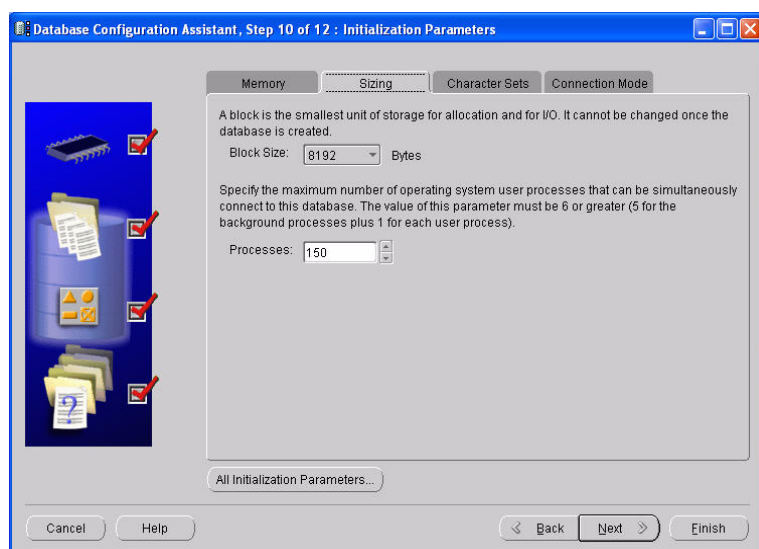 Database Configuration Assistant, Step 10 of 12 : Initialization Parameters
Memory
Sizing
Character Sets
Connection Mode
A block is the smallest unit of storage for allocation and for I/O. It cannot be changed once the
database is created.
Block Size: 8192 Bytes
Specify the maximum number of operating system user processes that can be simultaneously
connect to this database. The value of this parameter must be 6 or greater (5 for the
background processes plus 1 for each user process).
Processes: 150
?
All Initialization Parameters...
Cancel
Help
Back
Next
Finish